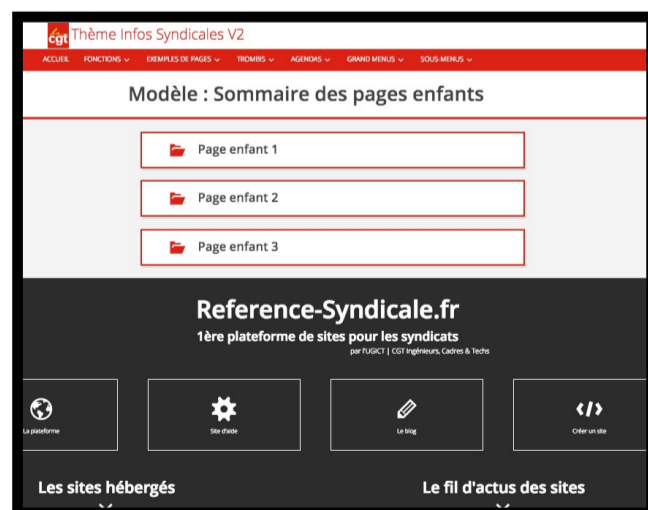 cgt Thème Infos Syndicales V2
ACCUEIL FONCTIONS EXEMPLES DE PAGES TROMBIS AGENDAS GRAND MENUS SOUS-MENUS
Modèle : Sommaire des pages enfants
Page enfant 1
Page enfant 2
Page enfant 3
Reference-Syndicale.fr
1ère plateforme de sites pour les syndicats
par l'UGICT | CGT Ingénieurs, Cadres & Techs
La plateforme Site d'aide Le blog Créer un site
Les sites hébergés Le fil d'actus des sites